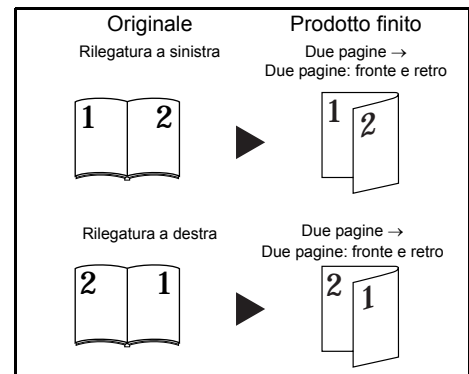 Originale Prodotto finito
Rilegatura a sinistra Due pagine →
Due pagine: fronte e retro
1 2 1 2
Rilegatura a destra Due pagine →
Due pagine: fronte e retro
2 1 2 1